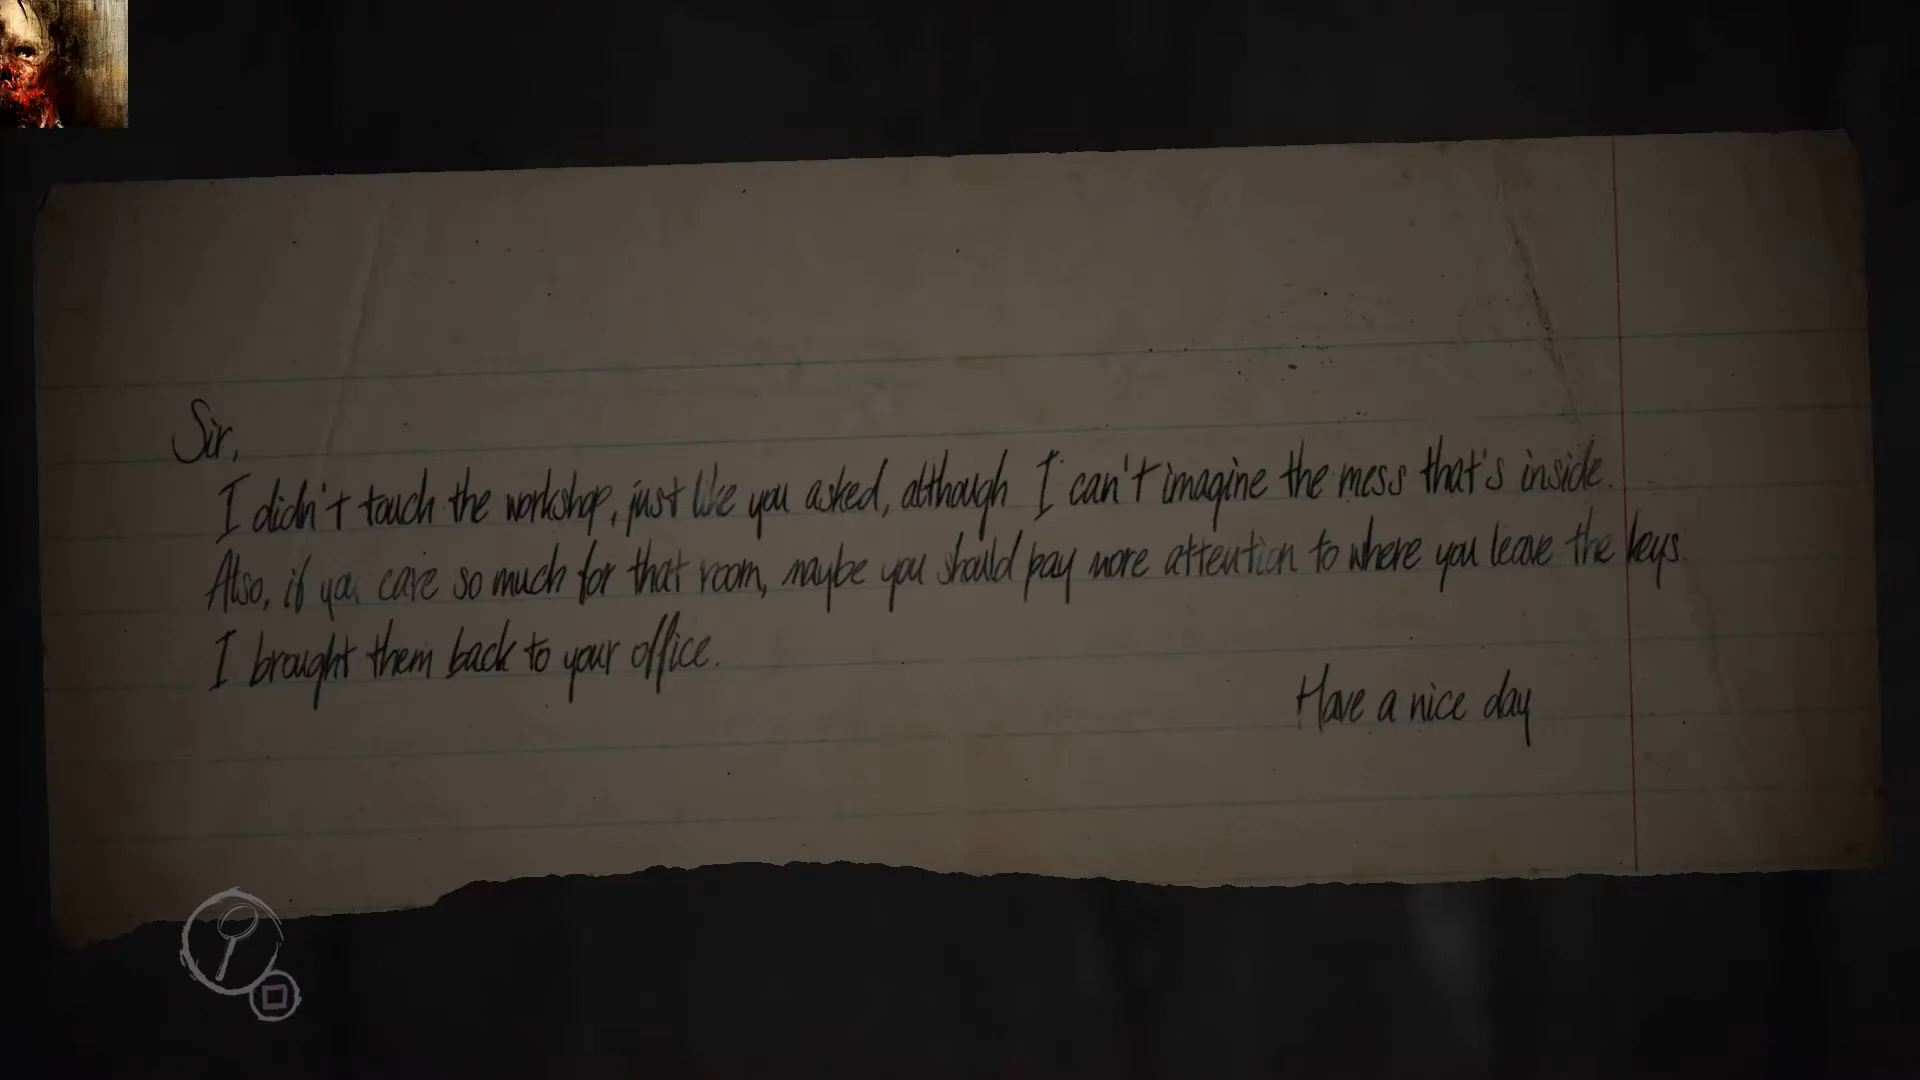 Sir,
I didn't touch the workshop, just like you asked, although I can't imagine the mess that's inside.
Also, if you care so much for that room, maybe you should pay more attention to where you leave the keys.
I brought them back to your office.
Have a nice day